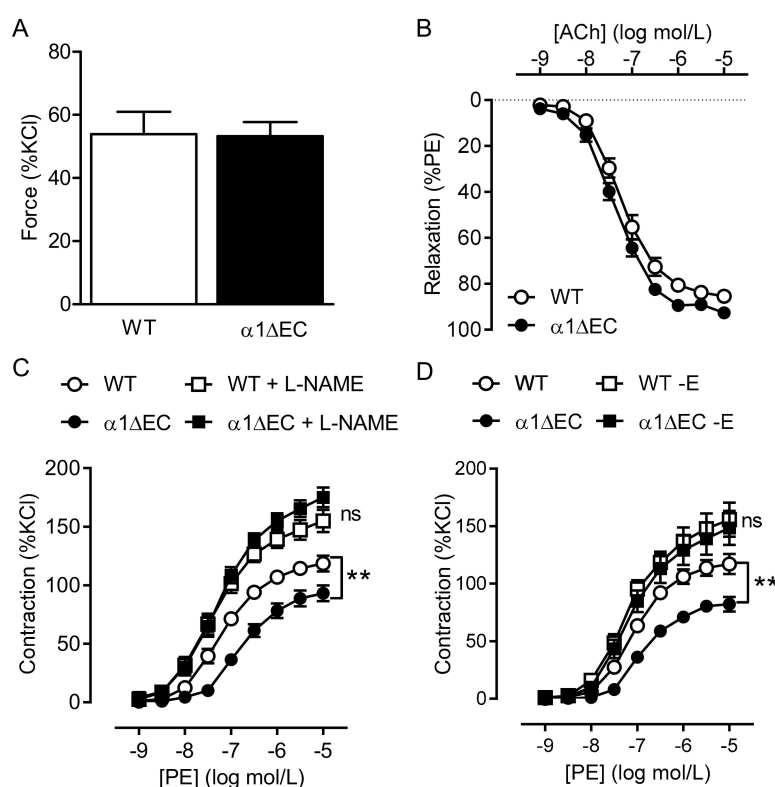 A
Force (%KCl)
80
60
40
20
0
WT
α1ΔEC
B
[ACh] (log mol/L)
-9 -8 -7 -6 -5
Relaxation (%PE)
0
20
40
60
80
100
WT
α1ΔEC
C
WT WT + L-NAME
α1ΔEC α1ΔEC + L-NAME
Contraction (%KCl)
200
150
100
50
0
ns
**
-9 -8 -7 -6 -5
[PE] (log mol/L)
D
WT WT -E
α1ΔEC α1ΔEC -E
Contraction (%KCl)
200
150
100
50
0
ns
**
-9 -8 -7 -6 -5
[PE] (log mol/L)